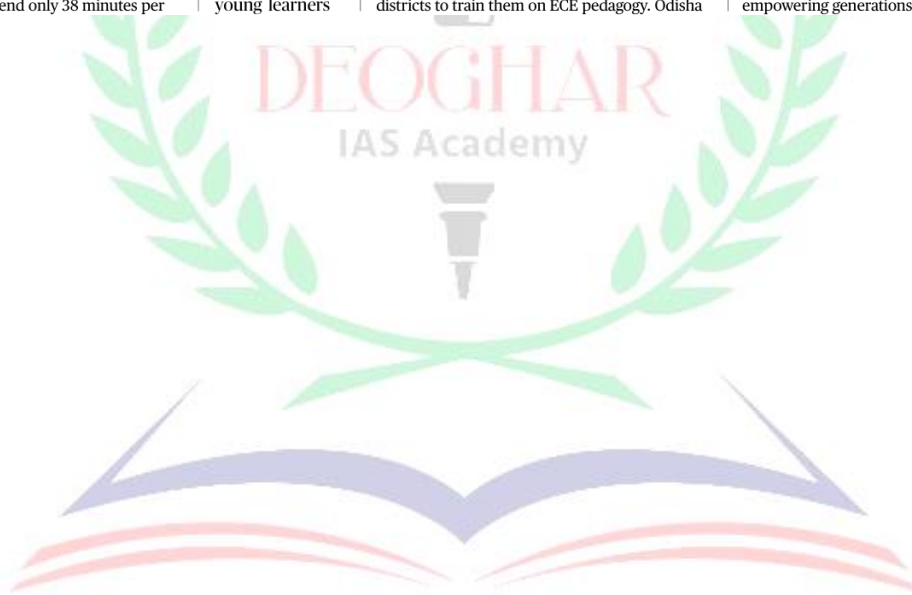 end only 38 minutes per
young learners
districts to train them on ECE pedagogy. Odisha
empowering generations
DEOGHAR
IAS Academy